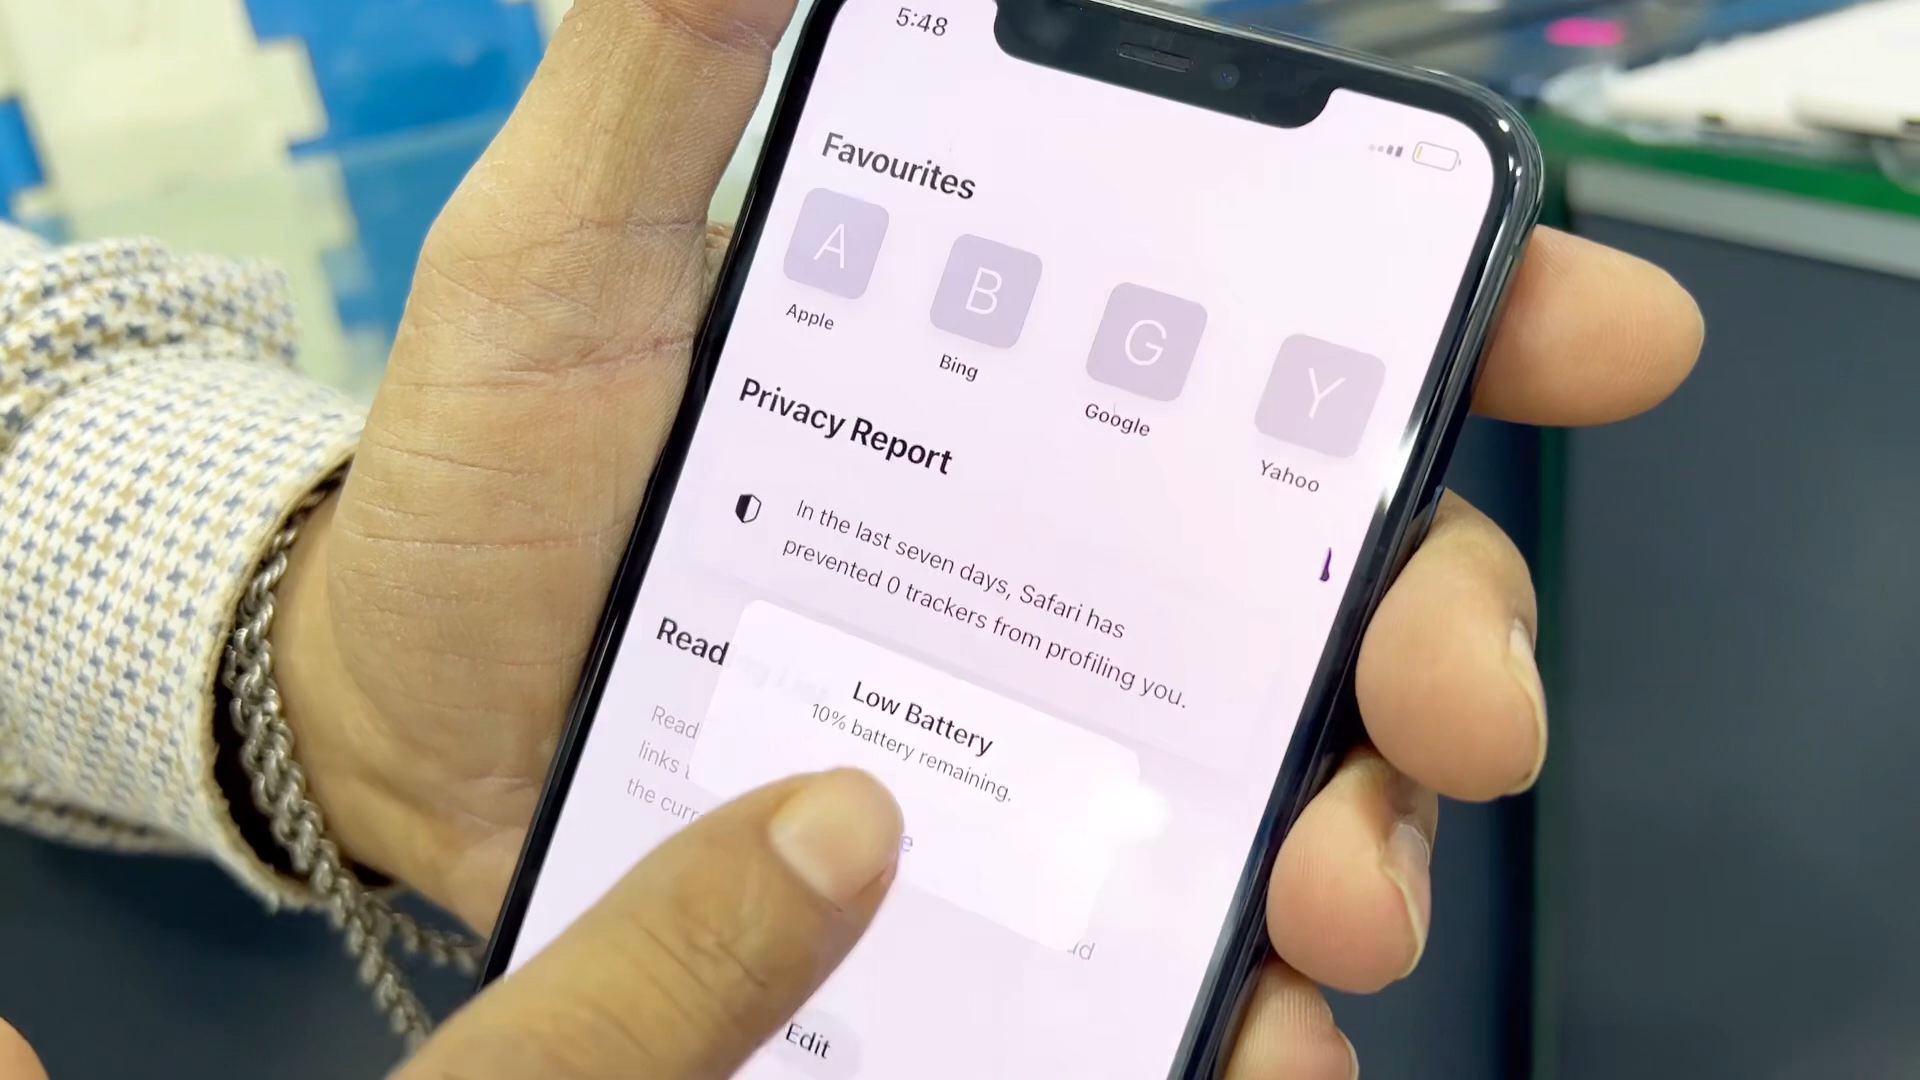 5:48
Favourites
A
B
G
Y
Apple
Bing
Google
Yahoo
Privacy Report
In the last seven days, Safari has
prevented 0 trackers from profiling you.
Read
Low Battery
10% battery remaining.
Read
links
the curr
Edit